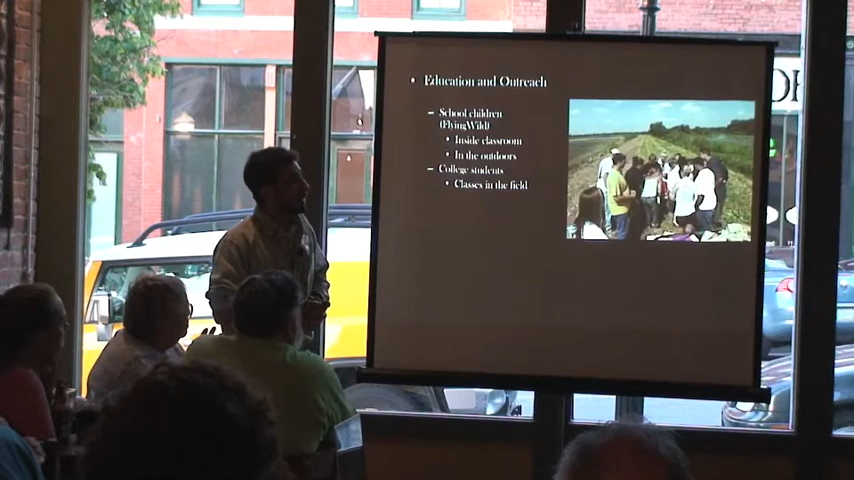 • Education and Outreach
– School children
(FlyingWild)
• Inside classroom
• In the outdoors
– College students
• Classes in the field